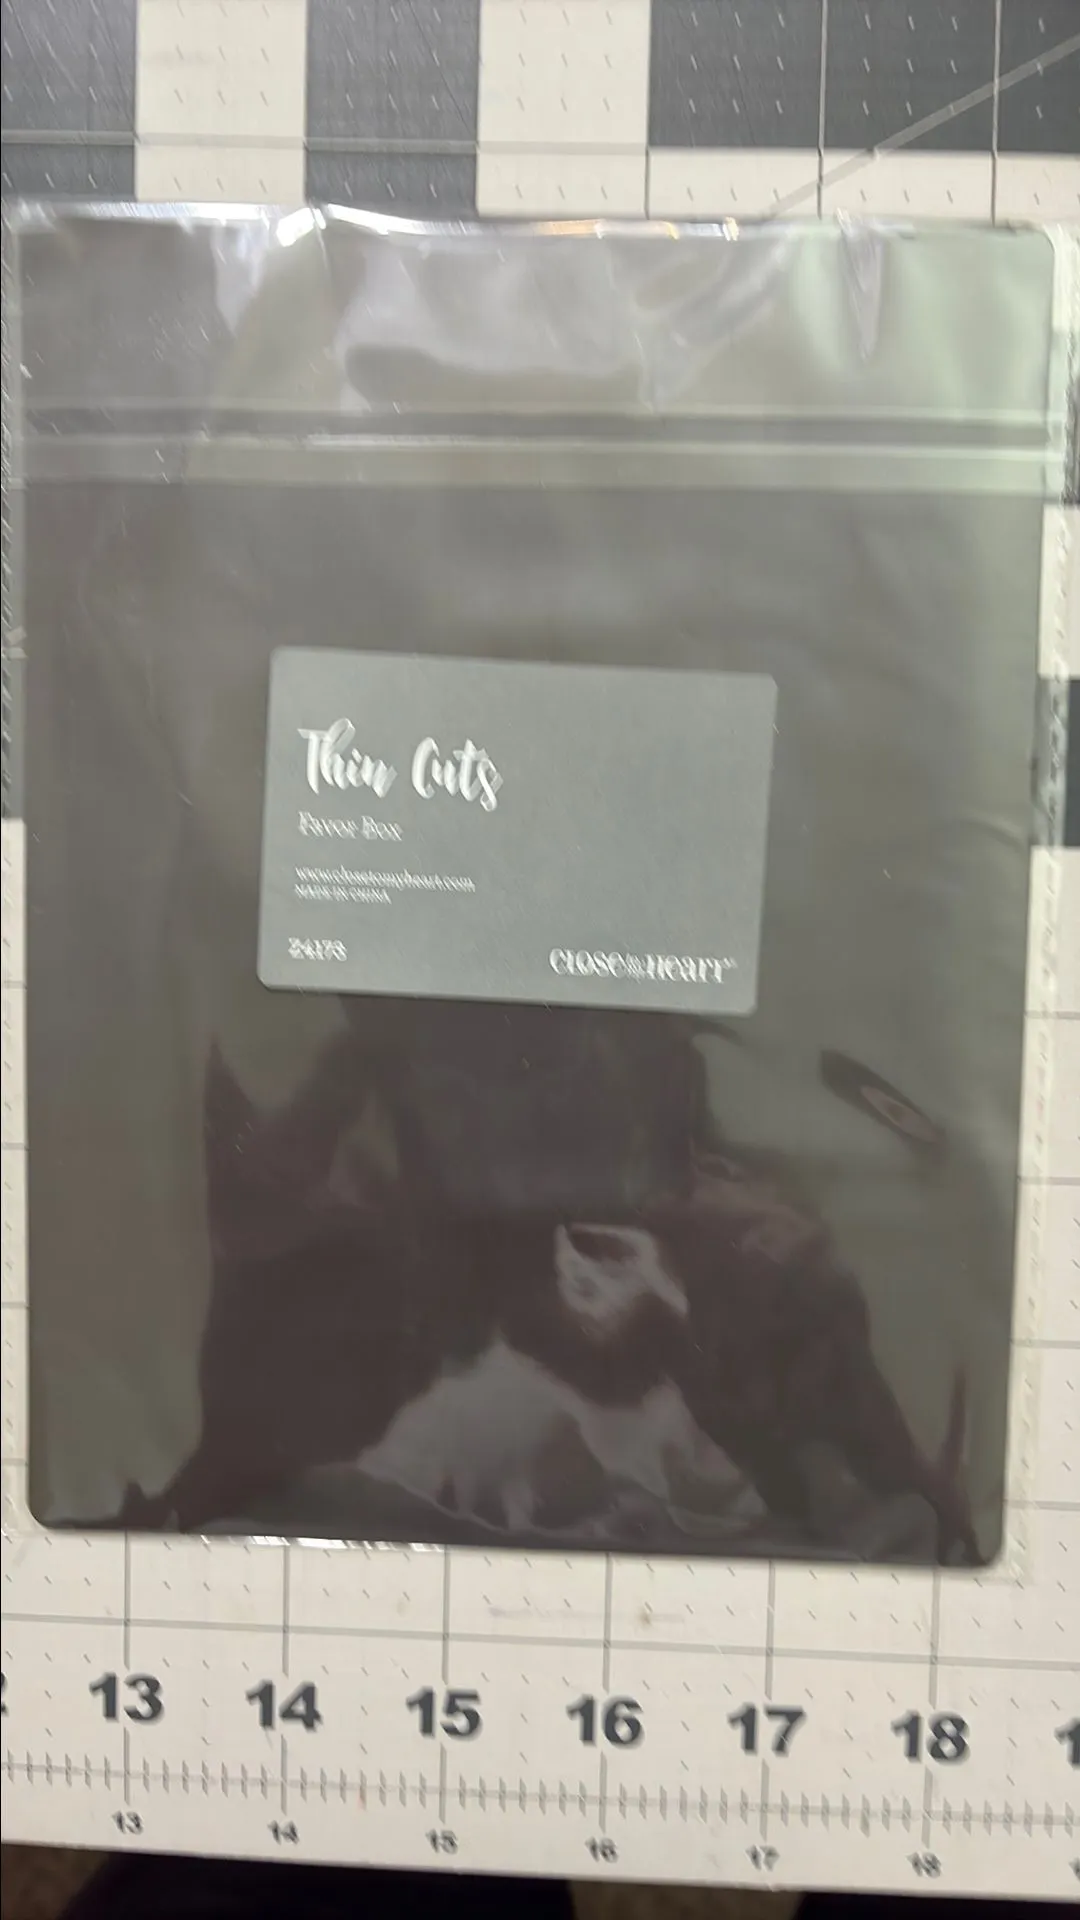 Thin Cuts
Favor Box
www.closetomyheart.com
MADE IN CHINA
Z4173
CLOSE to my HEART
13 14 15 16 17 18
13 14 15 16 17 18